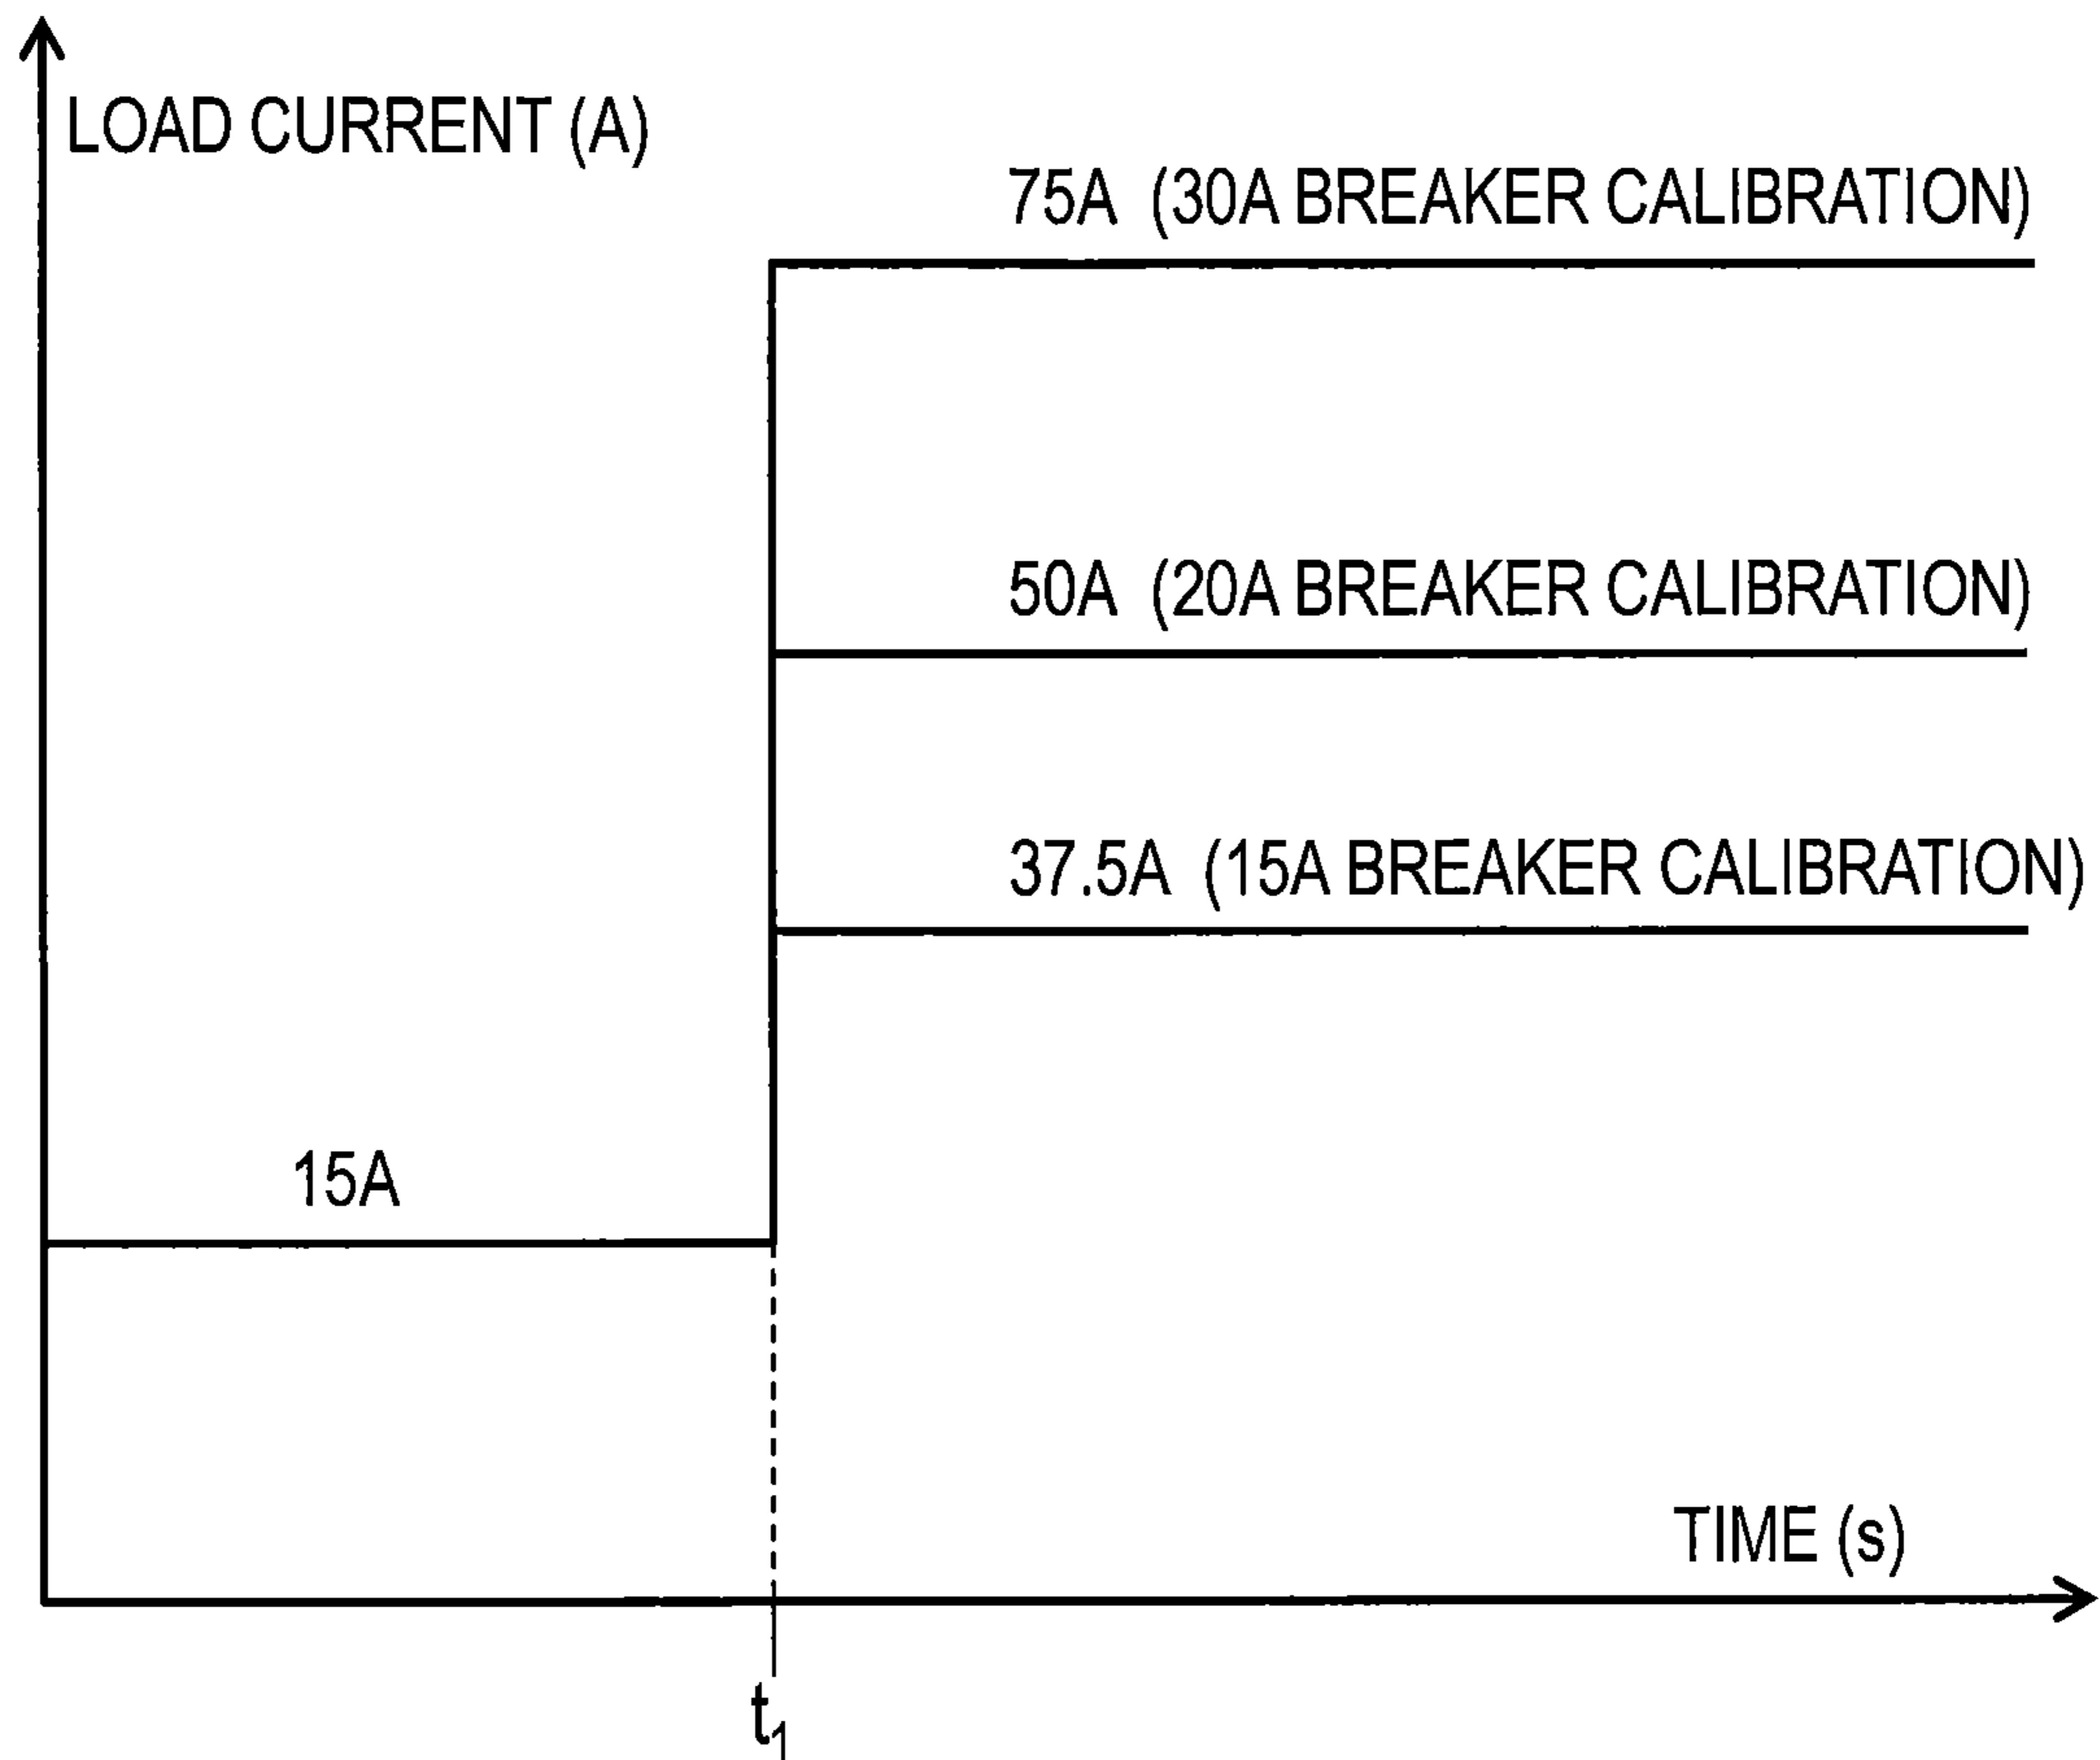 LOAD CURRENT (A)
75A (30A BREAKER CALIBRATION)
50A (20A BREAKER CALIBRATION)
37.5A (15A BREAKER CALIBRATION)
15A
TIME (s)
t₁